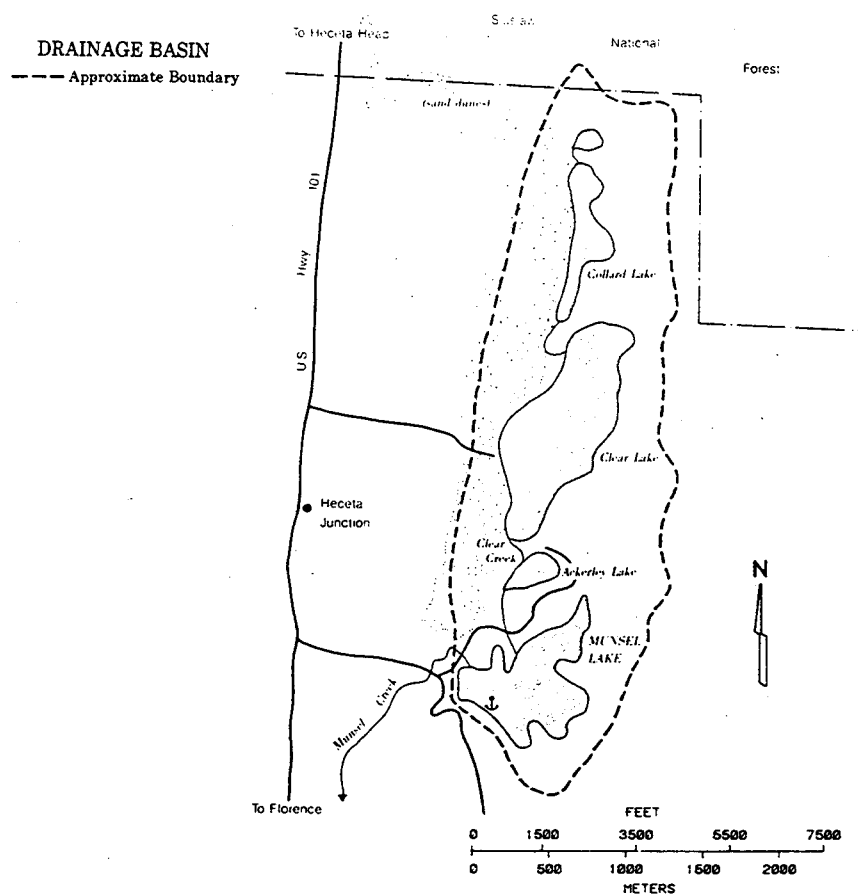 DRAINAGE BASIN
Approximate Boundary
To Heceta Head
National
Forest
(sand dunes)
US Hwy 101
Collard Lake
Clear Lake
Heceta
Junction
Clear
Creek
Ackerley Lake
N
MUNSEL
LAKE
Munsel Creek
To Florence
FEET
0 1500 3500 5500 7500
0 500 1000 1500 2000
METERS